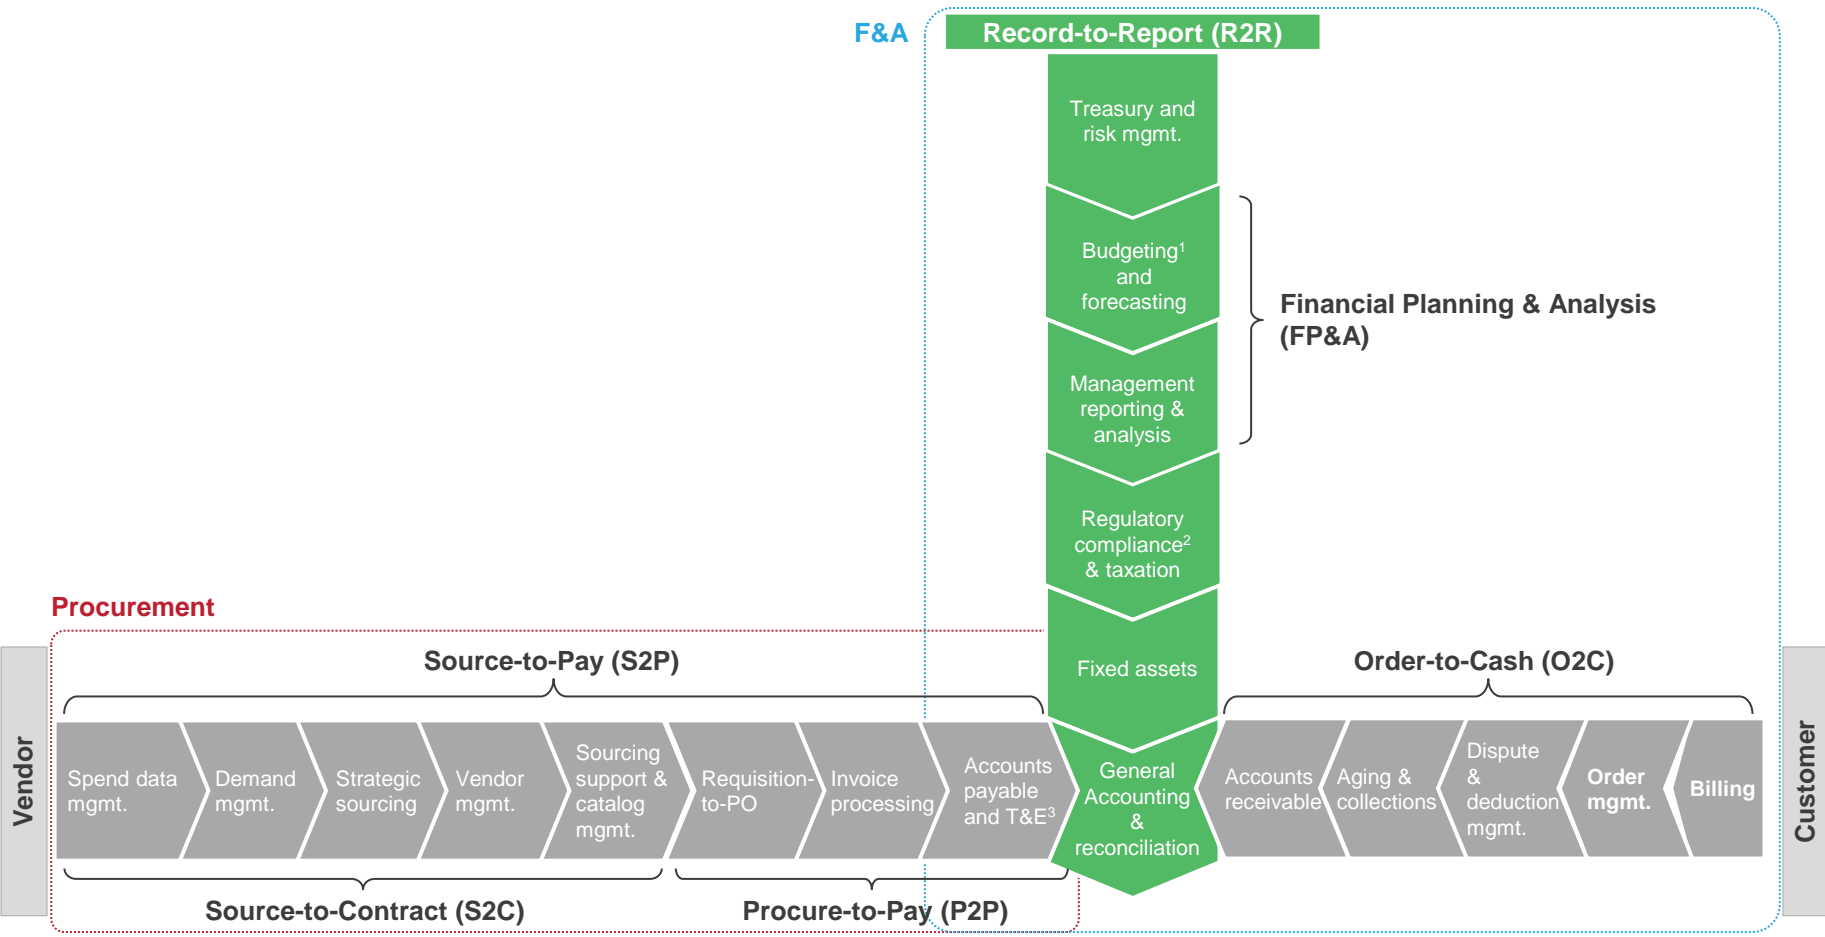 F&A
Record-to-Report (R2R)
Treasury and
risk mgmt.
Budgeting¹
and
forecasting
Financial Planning & Analysis
(FP&A)
Management
reporting &
analysis
Regulatory
compliance²
& taxation
Procurement
Source-to-Pay (S2P)
Fixed assets
Order-to-Cash (O2C)
Vendor
Spend data
mgmt.
Demand
mgmt.
Strategic
sourcing
Vendor
mgmt.
Sourcing
support &
catalog
mgmt.
Requisition-
to-PO
Invoice
processing
Accounts
payable
and T&E³
General
Accounting
&
reconciliation
Accounts
receivable
Aging &
collections
Dispute
&
deduction
mgmt.
Order
mgmt.
Billing
Customer
Source-to-Contract (S2C)
Procure-to-Pay (P2P)